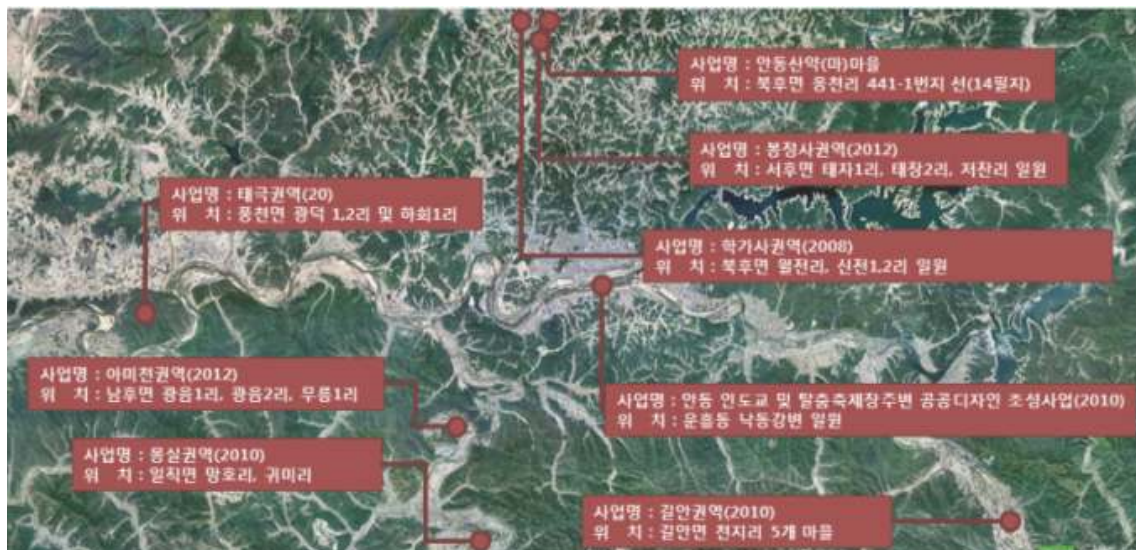 사업명 : 안동산약(마)마을
위 치 : 북후면 옹천리 441-1번지 선(14필지)
사업명 : 봉정사권역(2012)
위 치 : 서후면 태자1리, 태장2리, 저잔리 일원
사업명 : 태극권역(20)
위 치 : 풍천면 광덕 1,2리 및 하회1리
사업명 : 학가사권역(2008)
위 치 : 북후면 월전리, 신전1,2리 일원
사업명 : 아미천권역(2012)
위 치 : 남후면 광음1리, 광음2리, 무릉1리
사업명 : 안동 인도교 및 탈춤축제장주변 공공디자인 조성사업(2010)
위 치 : 운흥동 낙동강변 일원
사업명 : 몽실권역(2010)
위 치 : 일직면 망호리, 귀미리
사업명 : 길안권역(2010)
위 치 : 길안면 천지리 5개 마을